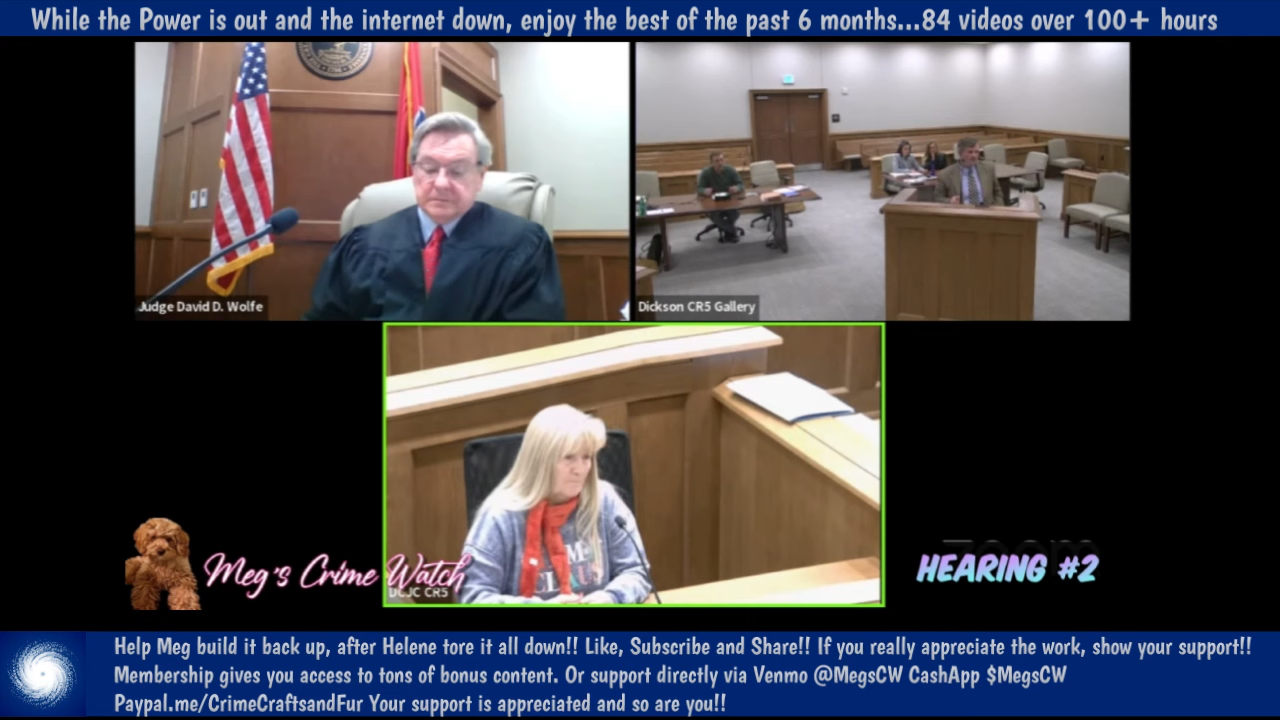 While the Power is out and the internet down, enjoy the best of the past 6 months...84 videos over 100+ hours
Judge David D. Wolfe
Dickson CR5 Gallery
Meg's Crime Watch
DCJC CR5
HEARING #2
Help Meg build it back up, after Helene tore it all down!! Like, Subscribe and Share!! If you really appreciate the work, show your support!!
Membership gives you access to tons of bonus content. Or support directly via Venmo @MegsCW CashApp $MegsCW
Paypal.me/CrimeCraftsandFur Your support is appreciated and so are you!!